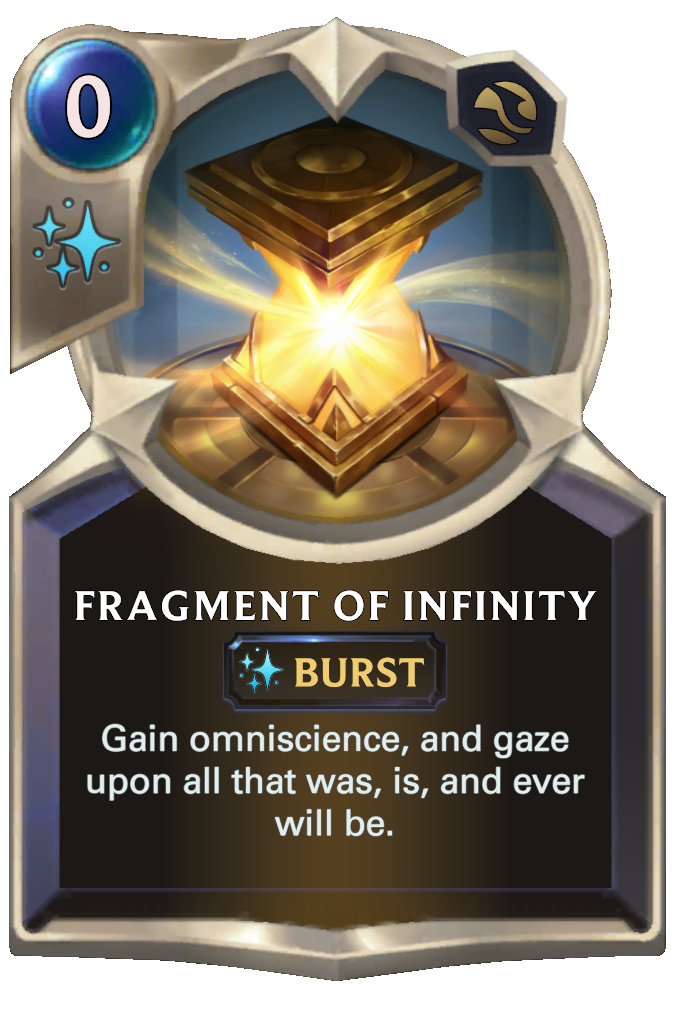 0
FRAGMENT OF INFINITY
BURST
Gain omniscience, and gaze
upon all that was, is, and ever
will be.